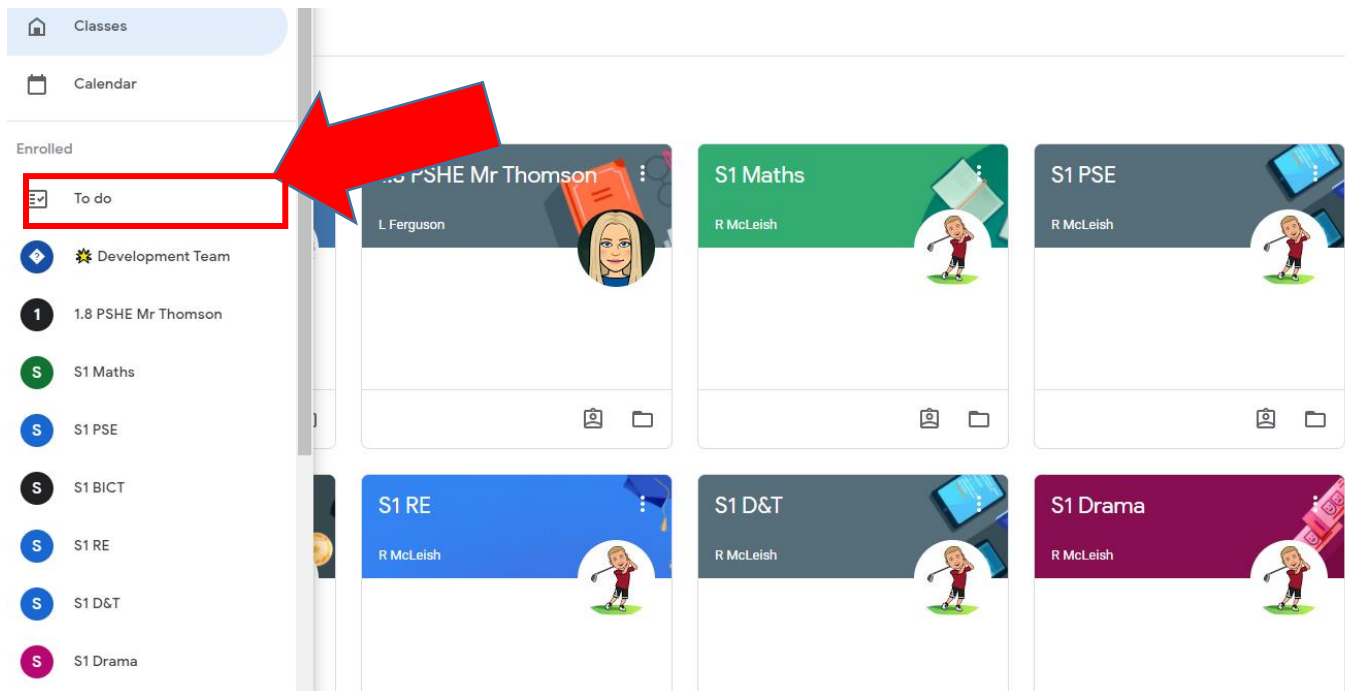 Classes
Calendar
Enrolled
To do
Development Team
1
1.8 PSHE Mr Thomson
S
S1 Maths
S
S1 PSE
S
S1 BICT
S
S1 RE
S
S1 D&T
S
S1 Drama
PSHE Mr Thomson
L Ferguson
S1 Maths
R McLeish
S1 PSE
R McLeish
S1 RE
R McLeish
S1 D&T
R McLeish
S1 Drama
R McLeish